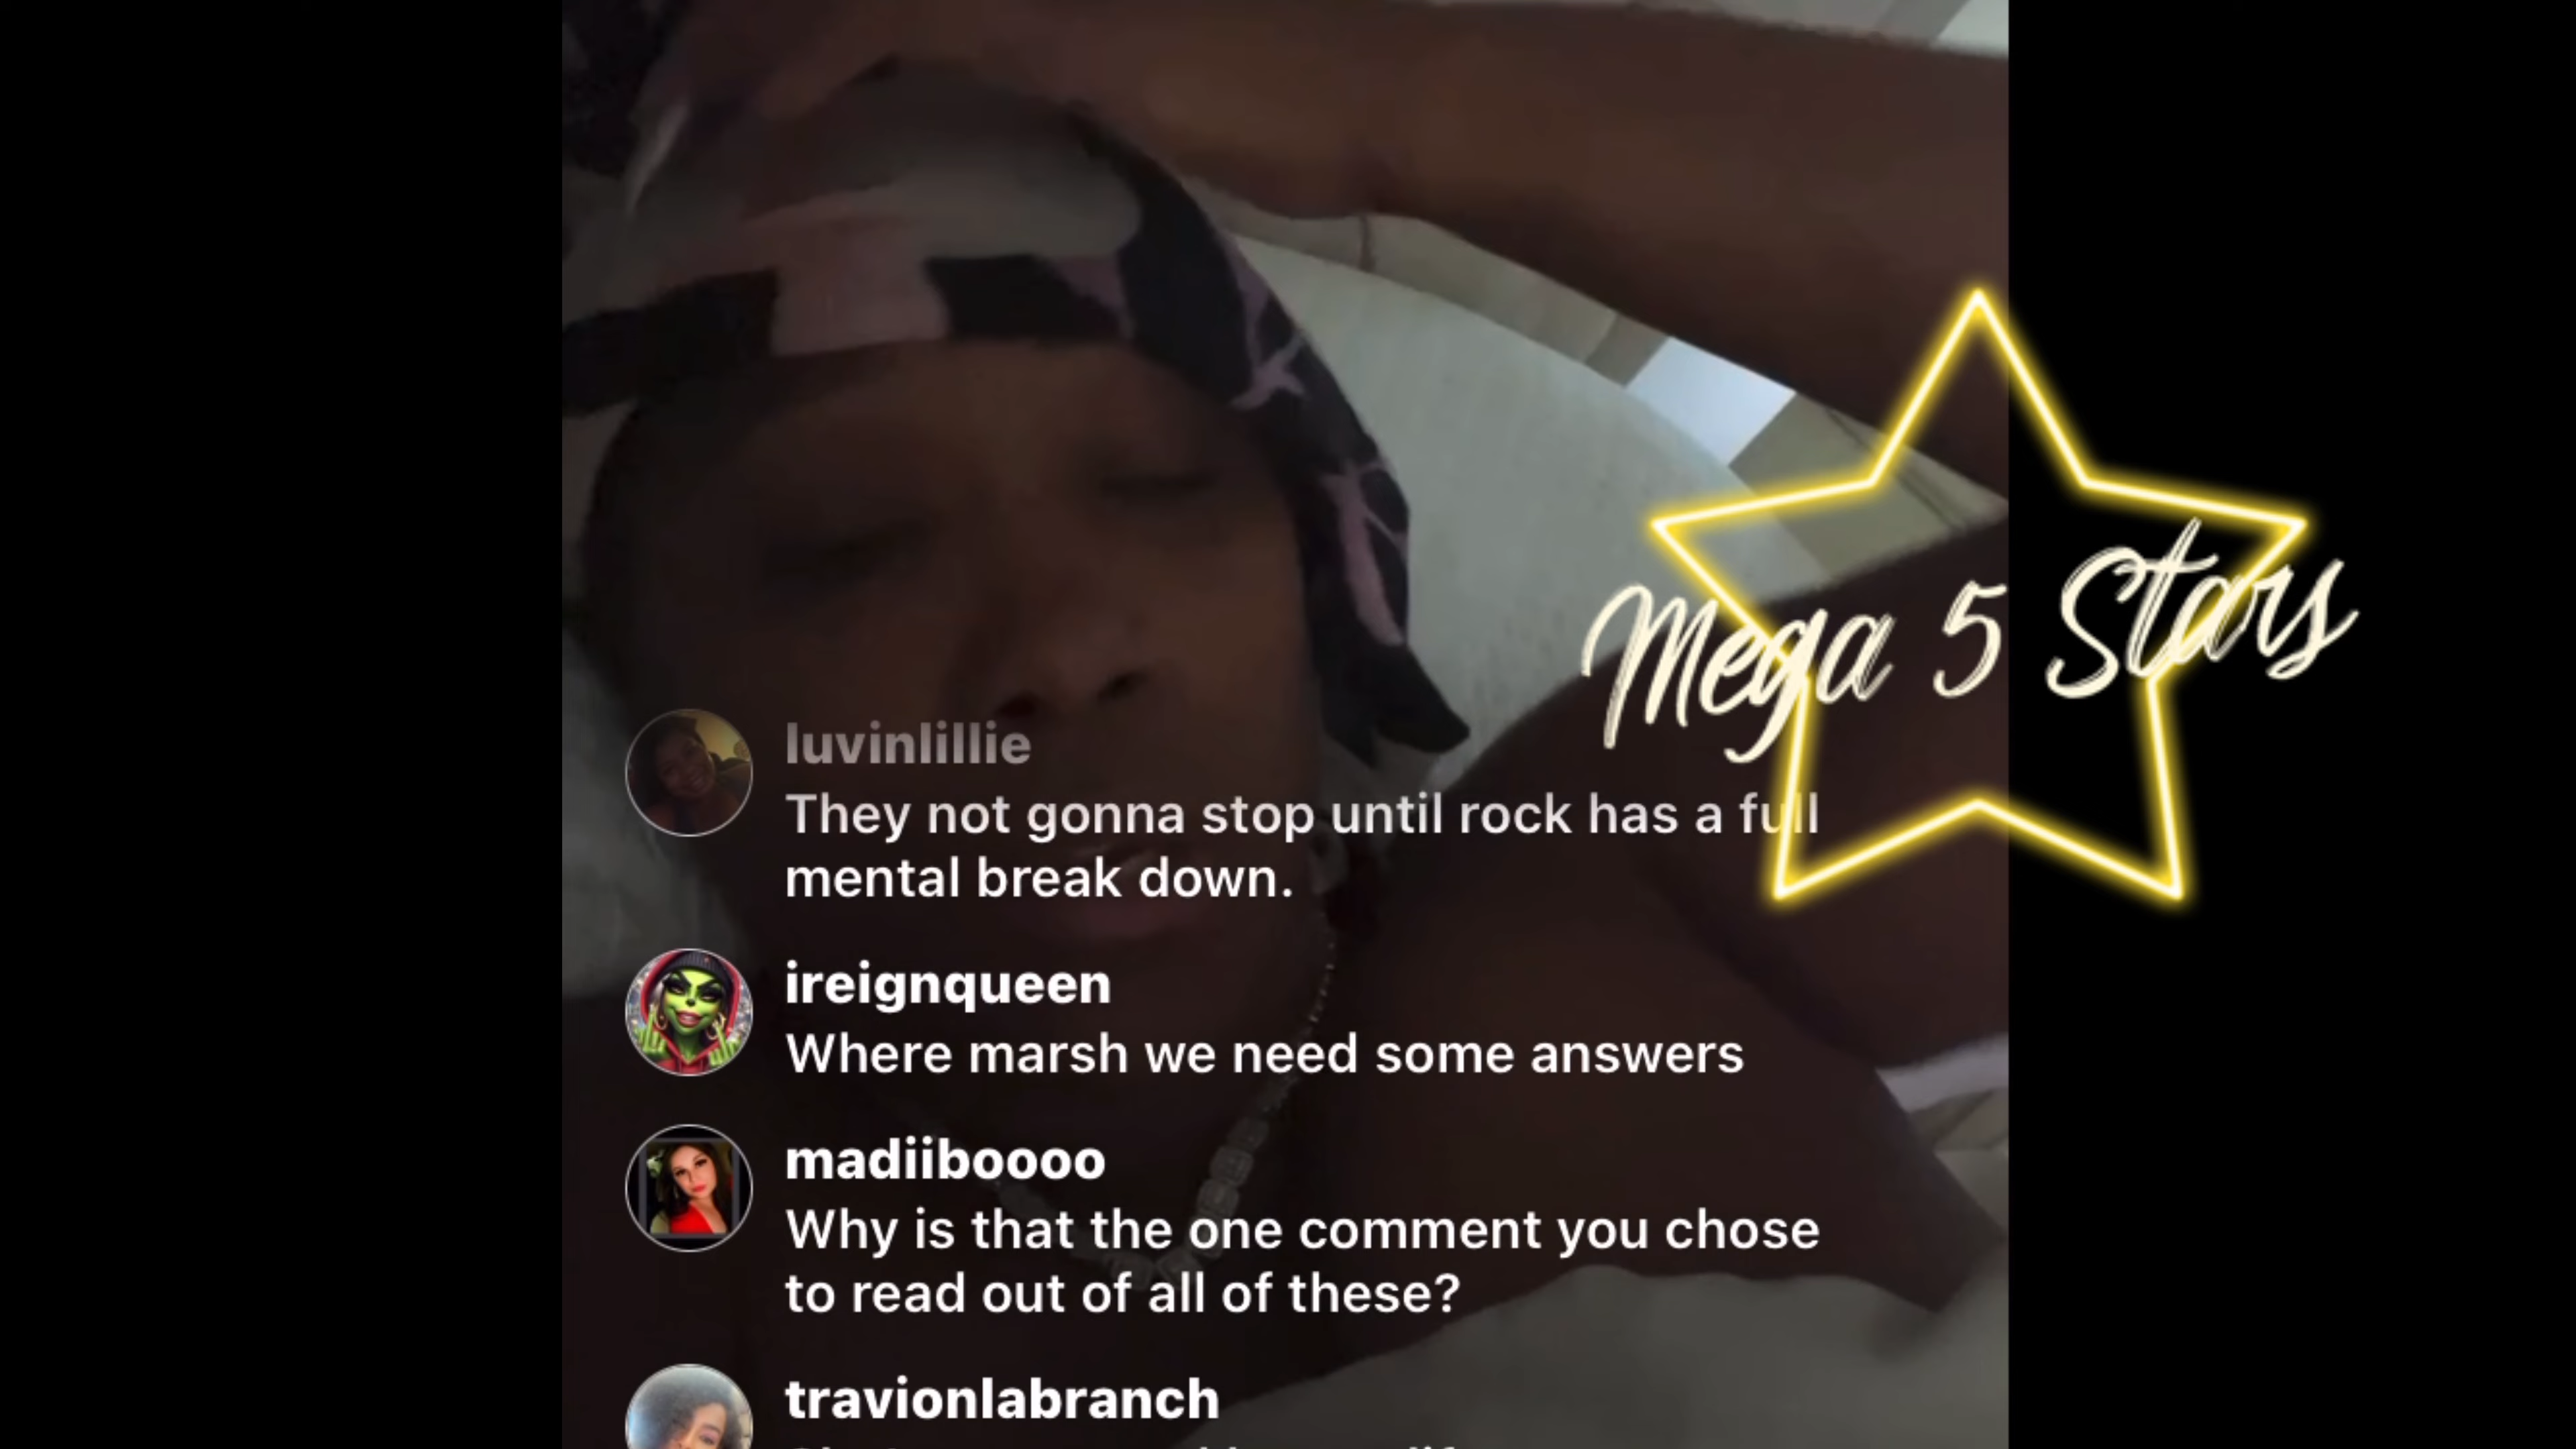 Mega 5 Stars
luvinlillie
They not gonna stop until rock has a full
mental break down.
ireignqueen
Where marsh we need some answers
madiiboooo
Why is that the one comment you chose
to read out of all of these?
travionlabranch